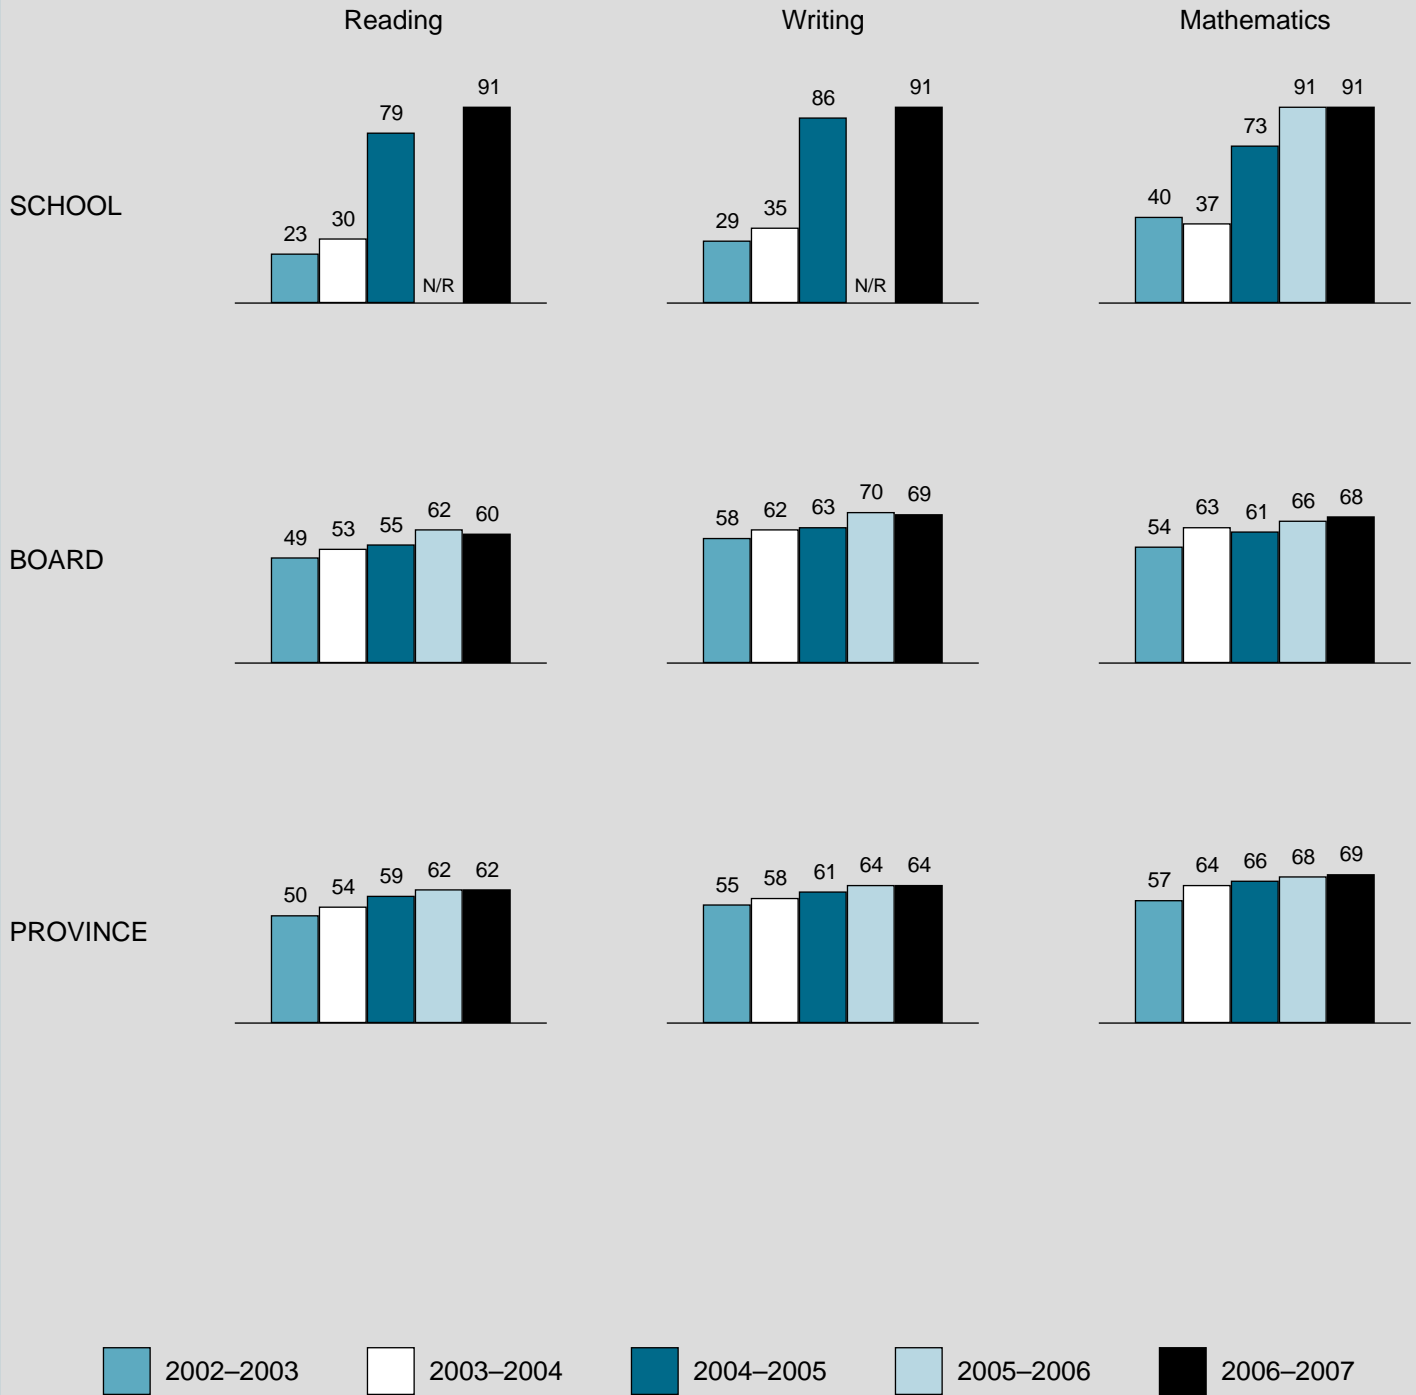 Reading Writing Mathematics
SCHOOL
23 30 79 N/R 91
29 35 86 N/R 91
40 37 73 91 91
BOARD
49 53 55 62 60
58 62 63 70 69
54 63 61 66 68
PROVINCE
50 54 59 62 62
55 58 61 64 64
57 64 66 68 69
2002–2003 2003–2004 2004–2005 2005–2006 2006–2007